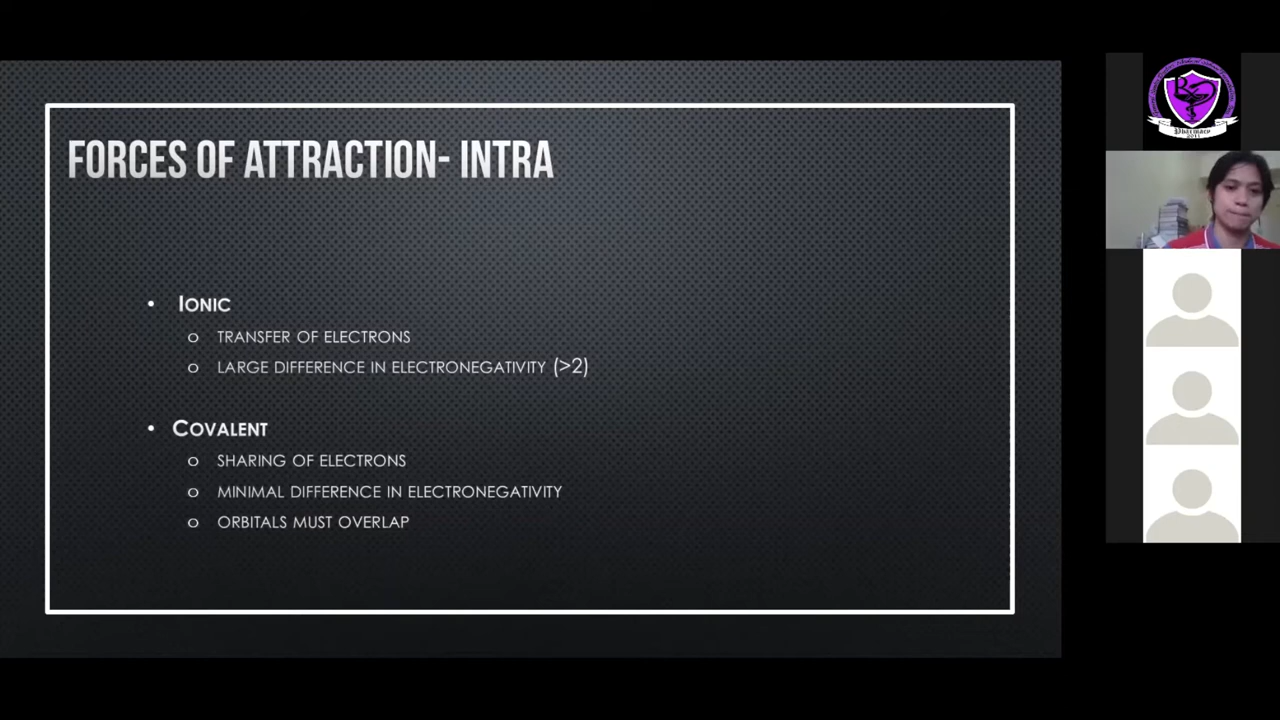 FORCES OF ATTRACTION- INTRA
• IONIC
o TRANSFER OF ELECTRONS
o LARGE DIFFERENCE IN ELECTRONEGATIVITY (>2)
• COVALENT
o SHARING OF ELECTRONS
o MINIMAL DIFFERENCE IN ELECTRONEGATIVITY
o ORBITALS MUST OVERLAP
Pharmacy